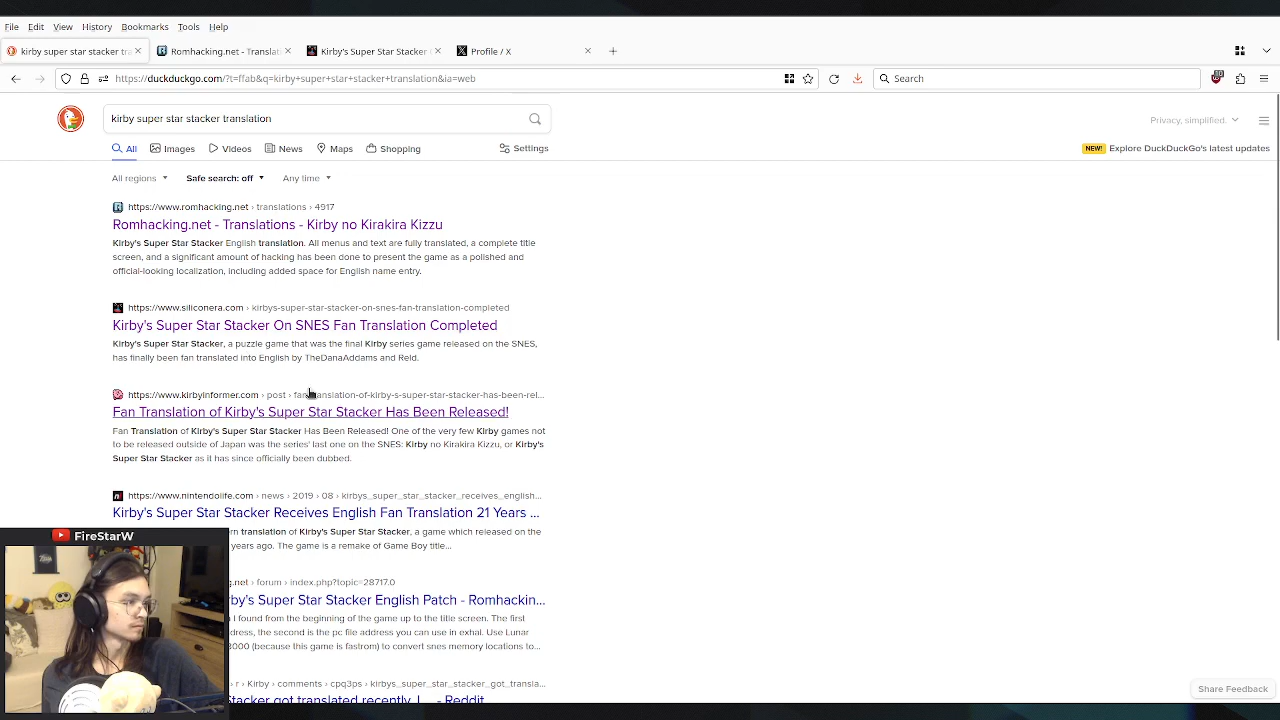 File Edit View History Bookmarks Tools Help
kirby super star stacker tra
Romhacking.net - Translat
Kirby's Super Star Stacker
Profile / X
https://duckduckgo.com/?t=ffab&q=kirby+super+star+stacker+translation&ia=web
Search
kirby super star stacker translation
Privacy, simplified.
All Images Videos News Maps Shopping Settings
NEW! Explore DuckDuckGo's latest updates
All regions Safe search: off Any time
https://www.romhacking.net › translations › 4917
Romhacking.net - Translations - Kirby no Kirakira Kizzu
Kirby's Super Star Stacker English translation. All menus and text are fully translated, a complete title
screen, and a significant amount of hacking has been done to present the game as a polished and
official-looking localization, including added space for English name entry.
https://www.siliconera.com › kirbys-super-star-stacker-on-snes-fan-translation-completed
Kirby's Super Star Stacker On SNES Fan Translation Completed
Kirby's Super Star Stacker, a puzzle game that was the final Kirby series game released on the SNES,
has finally been fan translated into English by TheDanaAddams and Reld.
https://www.kirbyinformer.com › post › fan translation-of-kirby-s-super-star-stacker-has-been-rel...
Fan Translation of Kirby's Super Star Stacker Has Been Released!
Fan Translation of Kirby's Super Star Stacker Has Been Released! One of the very few Kirby games not
to be released outside of Japan was the series' last one on the SNES: Kirby no Kirakira Kizzu, or Kirby's
Super Star Stacker as it has since officially been dubbed.
https://www.nintendolife.com › news › 2019 › 08 › kirbys_super_star_stacker_receives_english...
Kirby's Super Star Stacker Receives English Fan Translation 21 Years ...
rn translation of Kirby's Super Star Stacker, a game which released on the
years ago. The game is a remake of Game Boy title...
FireStarW
g.net › forum › index.php?topic=28717.0
rby's Super Star Stacker English Patch - Romhackin...
I found from the beginning of the game up to the title screen. The first
dress, the second is the pc file address you can use in exhal. Use Lunar
8000 (because this game is fastrom) to convert snes memory locations to...
› r › Kirby › comments › cpq3ps › kirbys_super_star_stacker_got_transla...
Stacker got translated recently, I ... - Reddit
Share Feedback